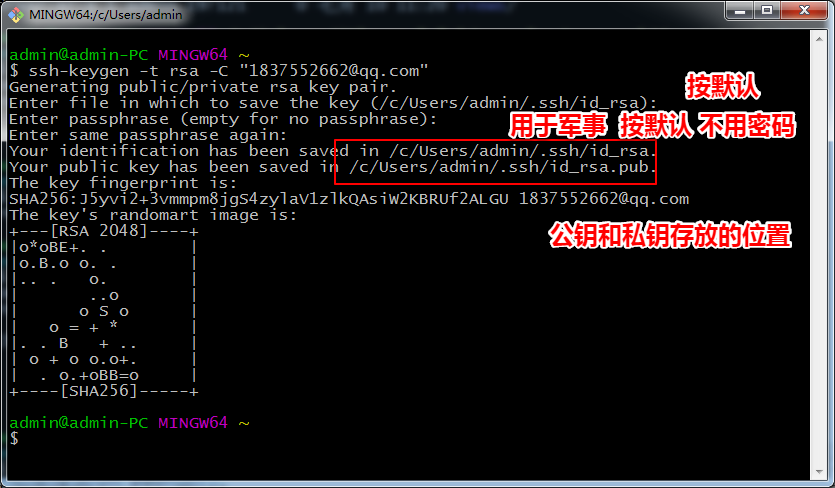 MINGW64:/c/Users/admin
admin@admin-PC MINGW64 ~
$ ssh-keygen -t rsa -C "1837552662@qq.com"
Generating public/private rsa key pair.
Enter file in which to save the key (/c/Users/admin/.ssh/id_rsa):
按默认
Enter passphrase (empty for no passphrase):
用于军事 按默认 不用密码
Enter same passphrase again:
Your identification has been saved in /c/Users/admin/.ssh/id_rsa.
Your public key has been saved in /c/Users/admin/.ssh/id_rsa.pub.
The key fingerprint is:
SHA256:J5yvi2+3vmmpm8jgS4zylaV1zlkQAsiW2KBRUf2ALGU 1837552662@qq.com
The key's randomart image is:
公钥和私钥存放的位置
+---[RSA 2048]----+
|o*oBE+. .        |
|o.B.o o. .       |
|.. .   o.        |
|        ..o      |
|       o S o     |
|    o = + *      |
|. . B   + ..     |
| o + o o.o+.     |
|  . o.+oBB=o     |
+----[SHA256]-----+
admin@admin-PC MINGW64 ~
$